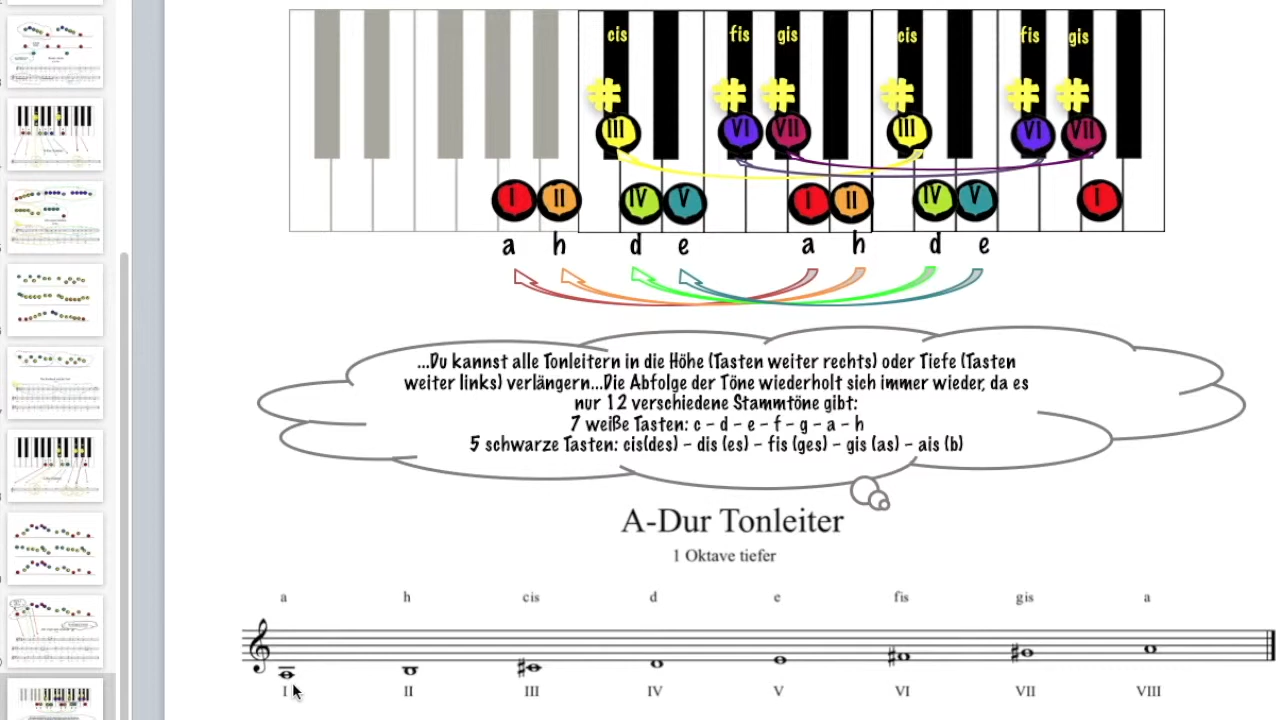 cis fis gis cis fis gis
# # # # # #
III VI VII III VI VII
I II IV V I II IV V I
a h d e a h d e
...Du kannst alle Tonleitern in die Höhe (Tasten weiter rechts) oder Tiefe (Tasten
weiter links) verlängern...Die Abfolge der Töne wiederholt sich immer wieder, da es
nur 12 verschiedene Stammtöne gibt:
7 weiße Tasten: c - d - e - f - g - a - h
5 schwarze Tasten: cis(des) - dis (es) - fis (ges) - gis (as) - ais (b)
A-Dur Tonleiter
1 Oktave tiefer
a h cis d e fis gis a
I II III IV V VI VII VIII